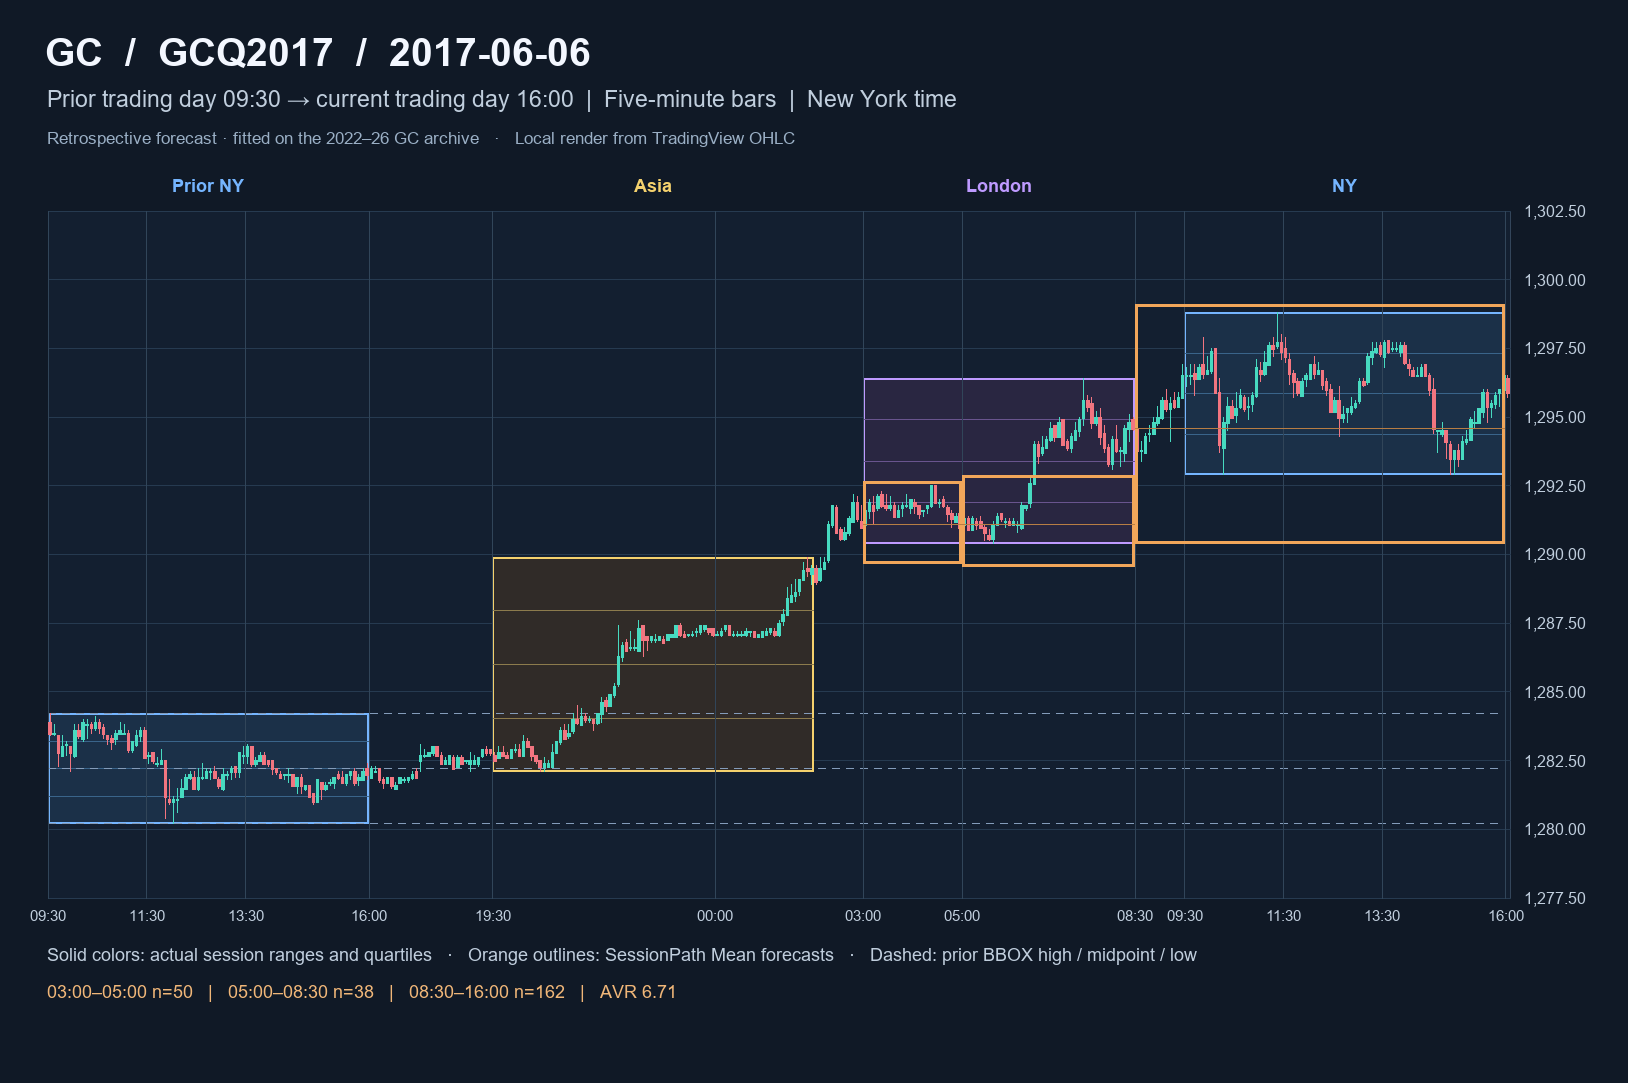 GC / GCQ2017 / 2017-06-06
Prior trading day 09:30 → current trading day 16:00 | Five-minute bars | New York time
Retrospective forecast · fitted on the 2022–26 GC archive · Local render from TradingView OHLC
Prior NY Asia London NY
1,302.50
1,300.00
1,297.50
1,295.00
1,292.50
1,290.00
1,287.50
1,285.00
1,282.50
1,280.00
1,277.50
09:30 11:30 13:30 16:00 19:30 00:00 03:00 05:00 08:30 09:30 11:30 13:30 16:00
Solid colors: actual session ranges and quartiles · Orange outlines: SessionPath Mean forecasts · Dashed: prior BBOX high / midpoint / low
03:00–05:00 n=50 | 05:00–08:30 n=38 | 08:30–16:00 n=162 | AVR 6.71